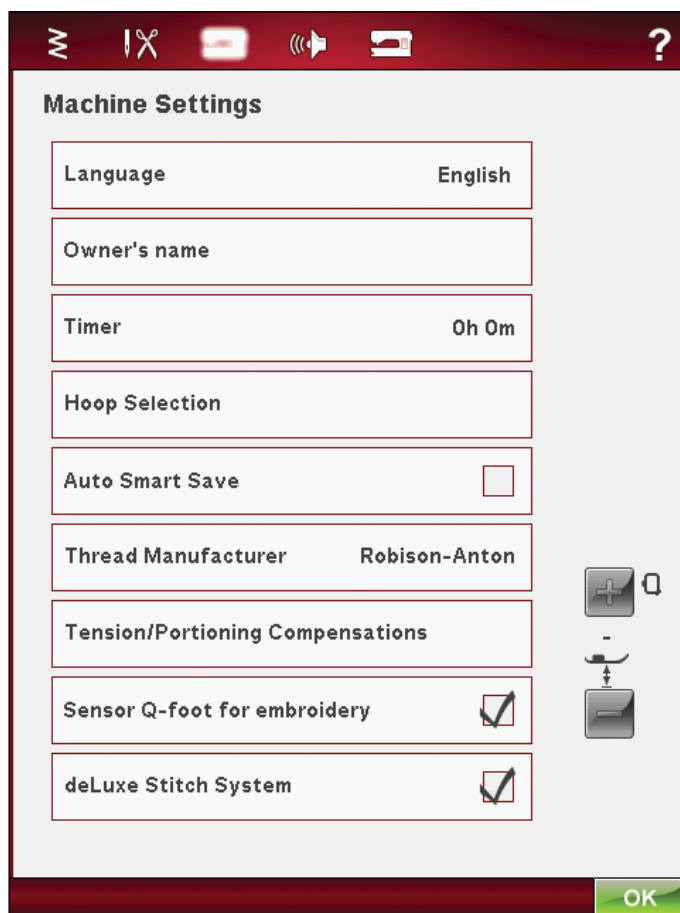 ?
Machine Settings
Language English
Owner's name
Timer 0h 0m
Hoop Selection
Auto Smart Save
Thread Manufacturer Robison-Anton
Tension/Portioning Compensations
Sensor Q-foot for embroidery
-
deLuxe Stitch System
OK